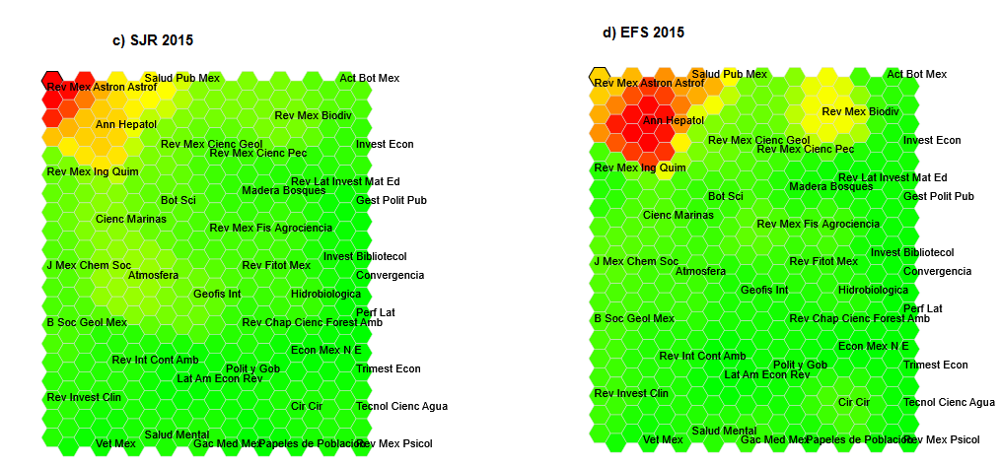 c) SJR 2015
Salud Pub Mex
Act Bot Mex
Rev Mex Astron Astrof
Rev Mex Biodiv
Ann Hepatol
Rev Mex Cienc Geol
Invest Econ
Rev Mex Cienc Pec
Rev Mex Ing Quim
Rev Lat Invest Mat Ed
Madera Bosques
Bot Sci
Gest Polit Pub
Cienc Marinas
Rev Mex Fis Agrociencia
Invest Bibliotecol
J Mex Chem Soc
Rev Fitot Mex
Atmosfera
Convergencia
Geofis Int
Hidrobiologica
Perf Lat
B Soc Geol Mex
Rev Chap Cienc Forest Amb
Econ Mex N E
Rev Int Cont Amb
Polit y Gob
Trimest Econ
Lat Am Econ Rev
Rev Invest Clin
Cir Cir
Tecnol Cienc Agua
Salud Mental
Vet Mex
Gac Med Mex
Papeles de Poblacion
Rev Mex Psicol
d) EFS 2015
Salud Pub Mex
Act Bot Mex
Rev Mex Astron Astrof
Rev Mex Biodiv
Ann Hepatol
Rev Mex Cienc Geol
Invest Econ
Rev Mex Cienc Pec
Rev Mex Ing Quim
Rev Lat Invest Mat Ed
Madera Bosques
Bot Sci
Gest Polit Pub
Cienc Marinas
Rev Mex Fis Agrociencia
Invest Bibliotecol
J Mex Chem Soc
Rev Fitot Mex
Atmosfera
Convergencia
Geofis Int
Hidrobiologica
Perf Lat
B Soc Geol Mex
Rev Chap Cienc Forest Amb
Econ Mex N E
Rev Int Cont Amb
Polit y Gob
Trimest Econ
Lat Am Econ Rev
Rev Invest Clin
Cir Cir
Tecnol Cienc Agua
Salud Mental
Vet Mex
Gac Med Mex
Papeles de Poblacion
Rev Mex Psicol